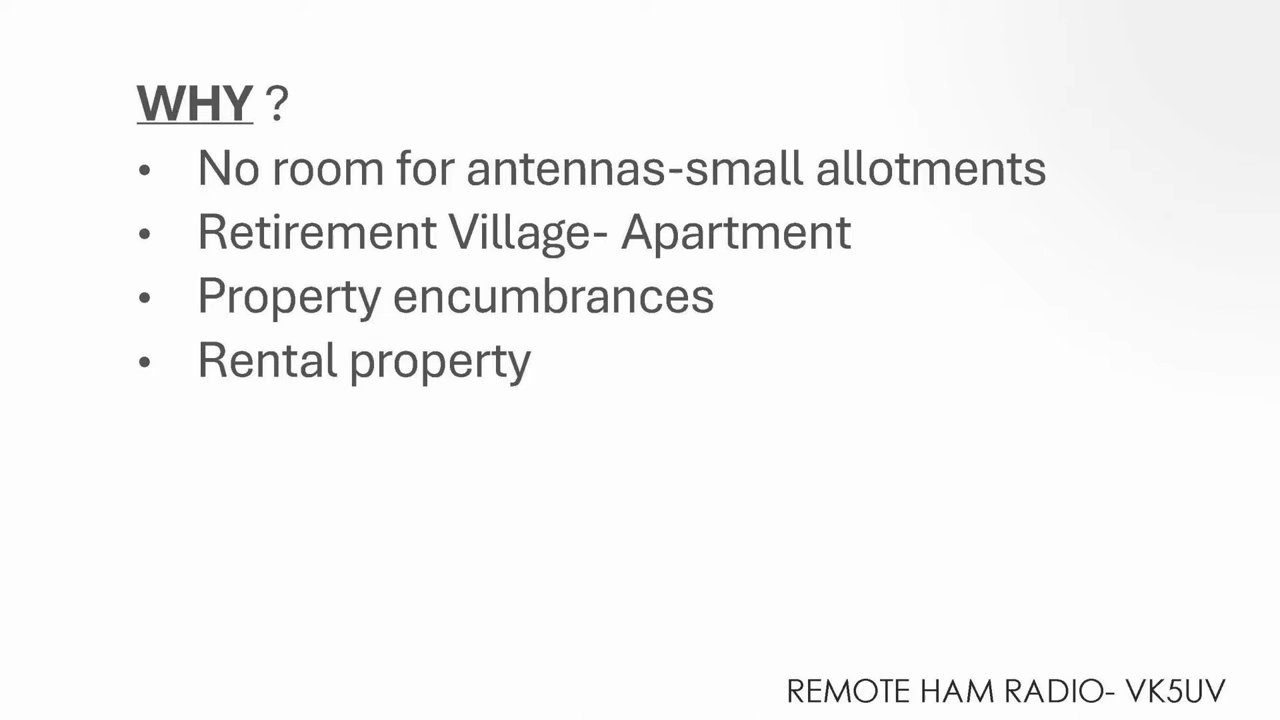 WHY ?
• No room for antennas-small allotments
• Retirement Village- Apartment
• Property encumbrances
• Rental property
REMOTE HAM RADIO- VK5UV